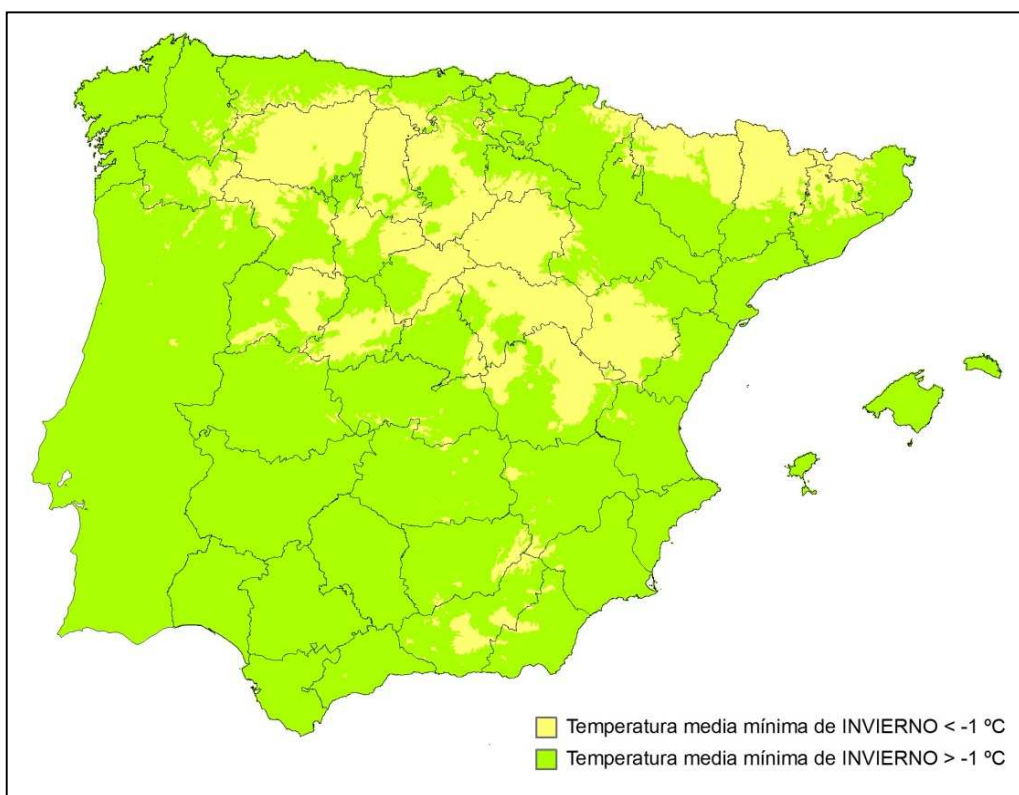 Temperatura media mínima de INVIERNO < -1 ºC
Temperatura media mínima de INVIERNO > -1 ºC